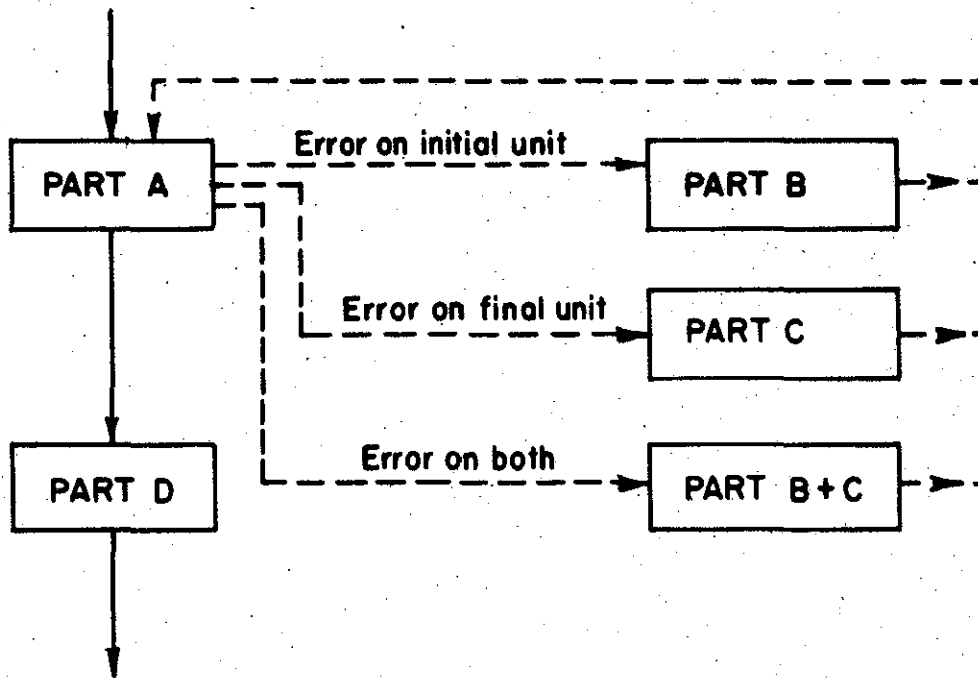 Error on initial unit
PART A
PART B
Error on final unit
PART C
Error on both
PART D
PART B+C